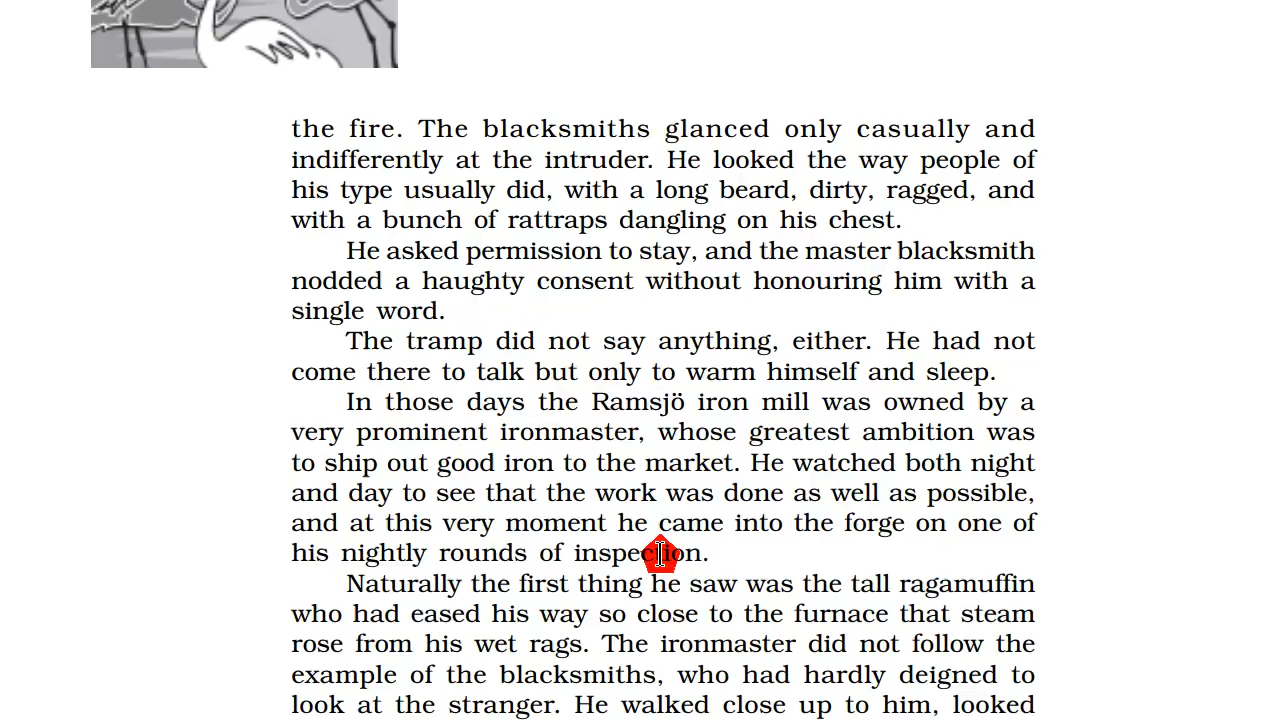 the fire. The blacksmiths glanced only casually and
indifferently at the intruder. He looked the way people of
his type usually did, with a long beard, dirty, ragged, and
with a bunch of rattraps dangling on his chest.
He asked permission to stay, and the master blacksmith
nodded a haughty consent without honouring him with a
single word.
The tramp did not say anything, either. He had not
come there to talk but only to warm himself and sleep.
In those days the Ramsjö iron mill was owned by a
very prominent ironmaster, whose greatest ambition was
to ship out good iron to the market. He watched both night
and day to see that the work was done as well as possible,
and at this very moment he came into the forge on one of
his nightly rounds of inspection.
Naturally the first thing he saw was the tall ragamuffin
who had eased his way so close to the furnace that steam
rose from his wet rags. The ironmaster did not follow the
example of the blacksmiths, who had hardly deigned to
look at the stranger. He walked close up to him, looked